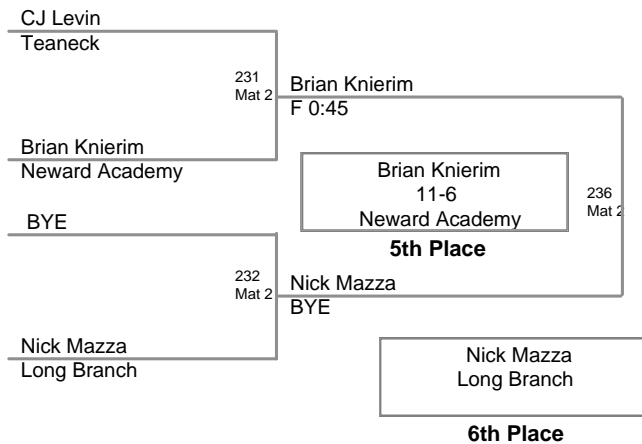 CJ Levin
Teaneck
231
Mat 2
Brian Knierim
F 0:45
Brian Knierim
Neward Academy
Brian Knierim
11-6
Neward Academy
5th Place
236
Mat 2
BYE
232
Mat 2
Nick Mazza
BYE
Nick Mazza
Long Branch
Nick Mazza
Long Branch
6th Place